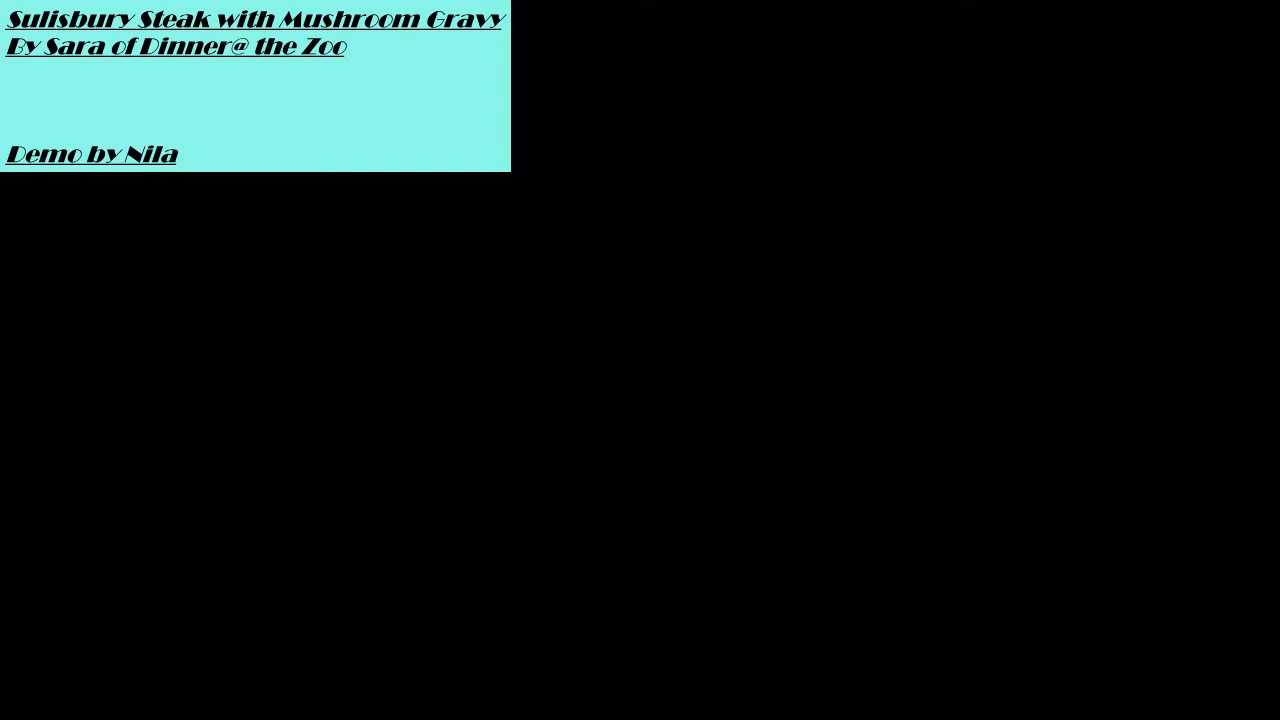 Sulisbury Steak with Mushroom Gravy
By Sara of Dinner@ the Zoo
Demo by Nila